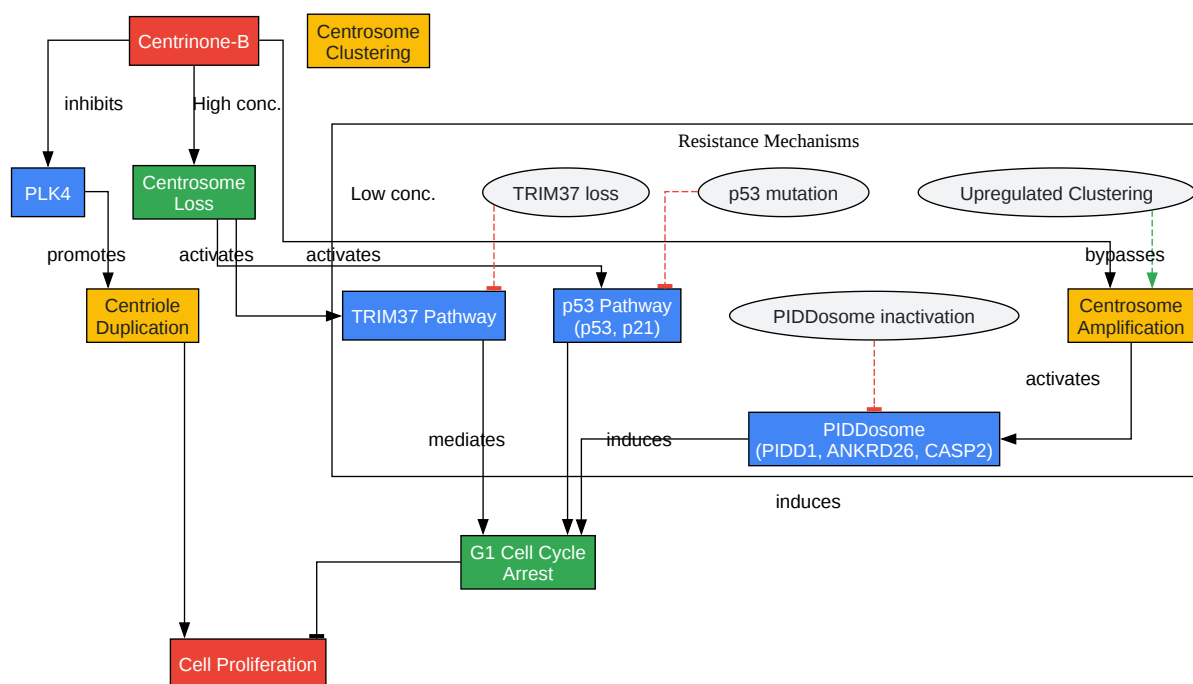 Centrinone-B
Centrosome
Clustering
inhibits
High conc.
Resistance Mechanisms
PLK4
Centrosome
Loss
Low conc.
TRIM37 loss
p53 mutation
Upregulated Clustering
promotes
activates
activates
bypasses
Centriole
Duplication
TRIM37 Pathway
p53 Pathway
(p53, p21)
PIDDosome inactivation
Centrosome
Amplification
activates
mediates
induces
PIDDosome
(PIDD1, ANKRD26, CASP2)
induces
G1 Cell Cycle
Arrest
Cell Proliferation